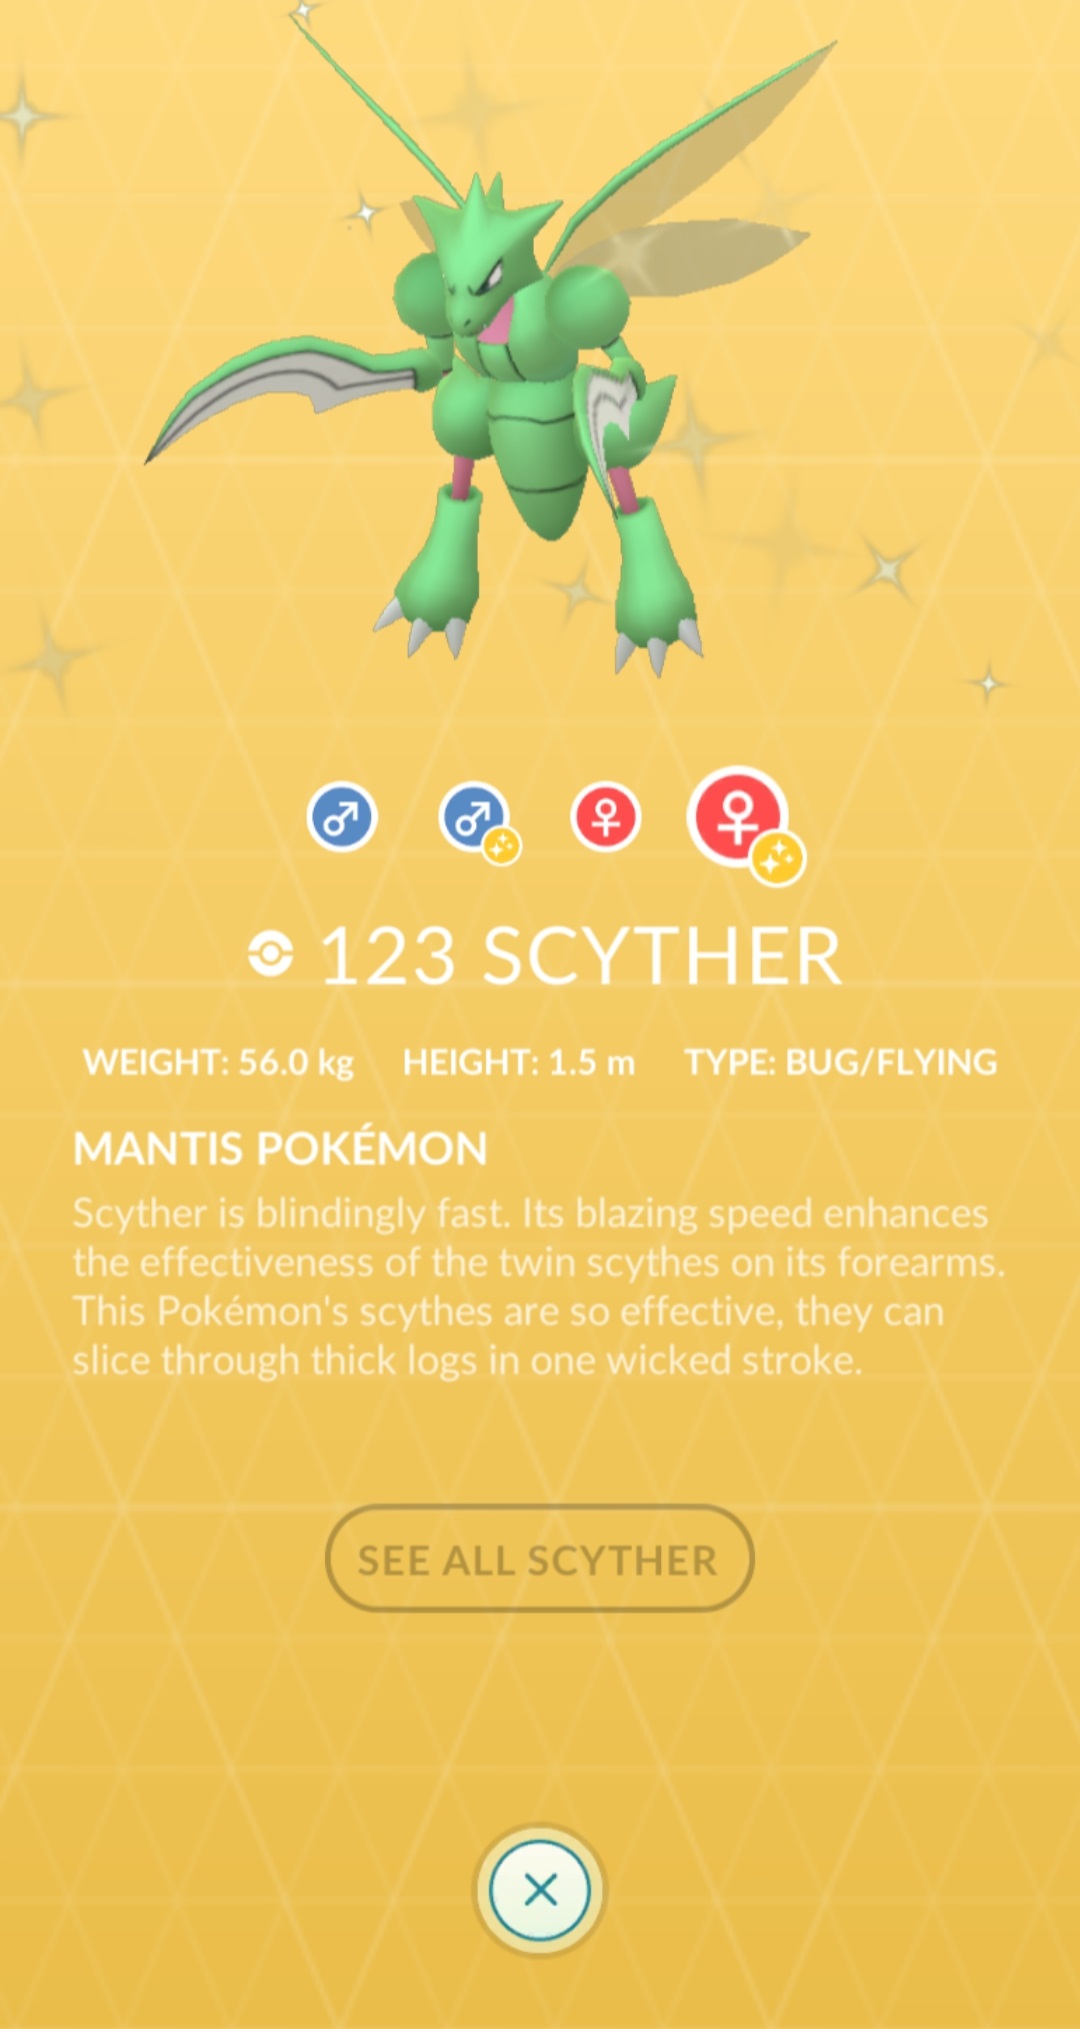 123 SCYTHER
WEIGHT: 56.0 kg HEIGHT: 1.5 m TYPE: BUG/FLYING
MANTIS POKÉMON
Scyther is blindingly fast. Its blazing speed enhances
the effectiveness of the twin scythes on its forearms.
This Pokémon's scythes are so effective, they can
slice through thick logs in one wicked stroke.
SEE ALL SCYTHER